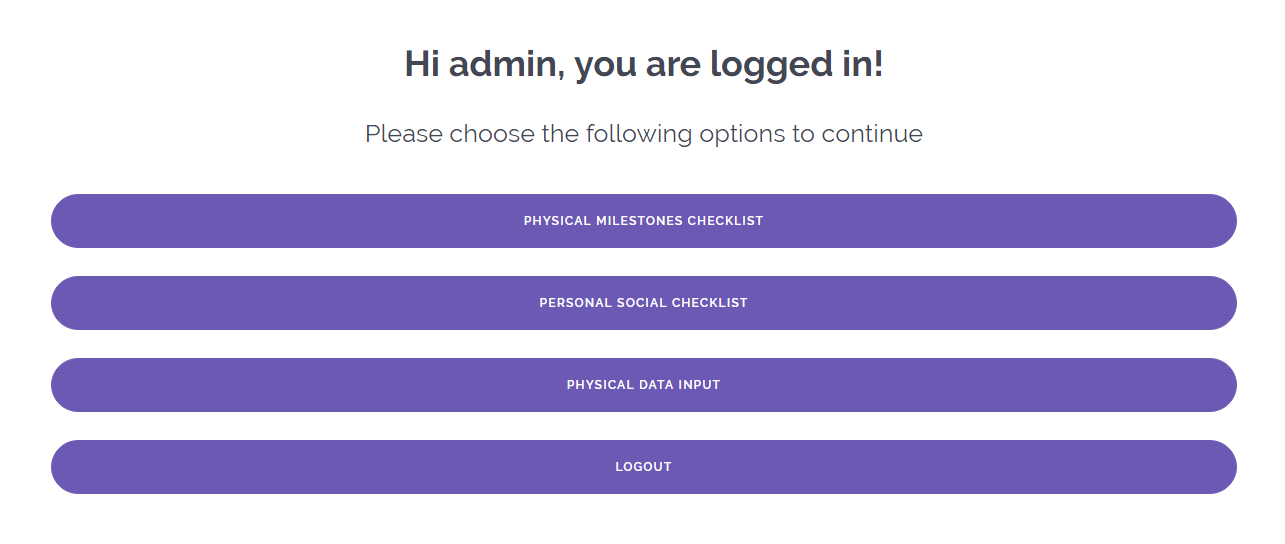 Hi admin, you are logged in!
Please choose the following options to continue
PHYSICAL MILESTONES CHECKLIST
PERSONAL SOCIAL CHECKLIST
PHYSICAL DATA INPUT
LOGOUT